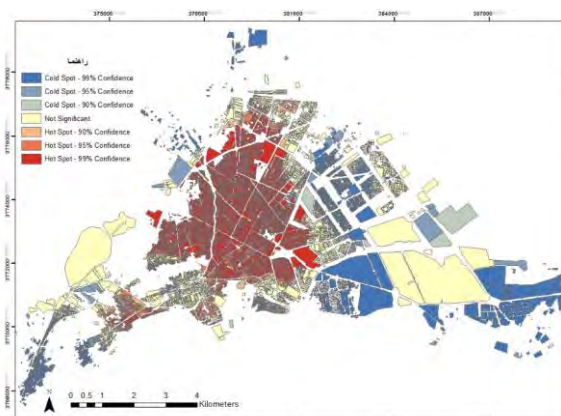 375000 378000 381000 384000 387000
راهنما
Cold Spot - 99% Confidence
Cold Spot - 95% Confidence
Cold Spot - 90% Confidence
Not Significant
Hot Spot - 90% Confidence
Hot Spot - 95% Confidence
Hot Spot - 99% Confidence
3774000
3772000
0 0.5 1 2 3 4
Kilometers